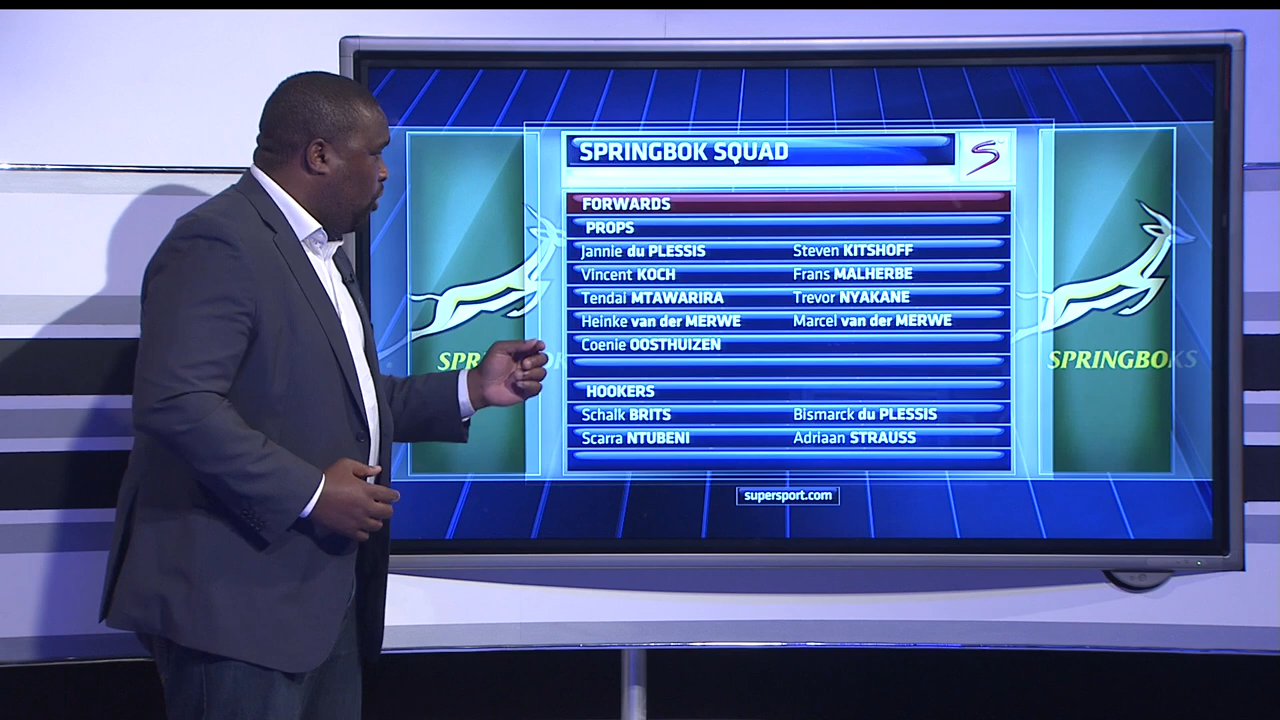 SPRINGBOK SQUAD
S
FORWARDS
PROPS
Jannie du PLESSIS Steven KITSHOFF
Vincent KOCH Frans MALHERBE
Tendai MTAWARIRA Trevor NYAKANE
Heinke van der MERWE Marcel van der MERWE
Coenie OOSTHUIZEN
SPR OK SPRINGBOKS
HOOKERS
Schalk BRITS Bismarck du PLESSIS
Scarra NTUBENI Adriaan STRAUSS
supersport.com